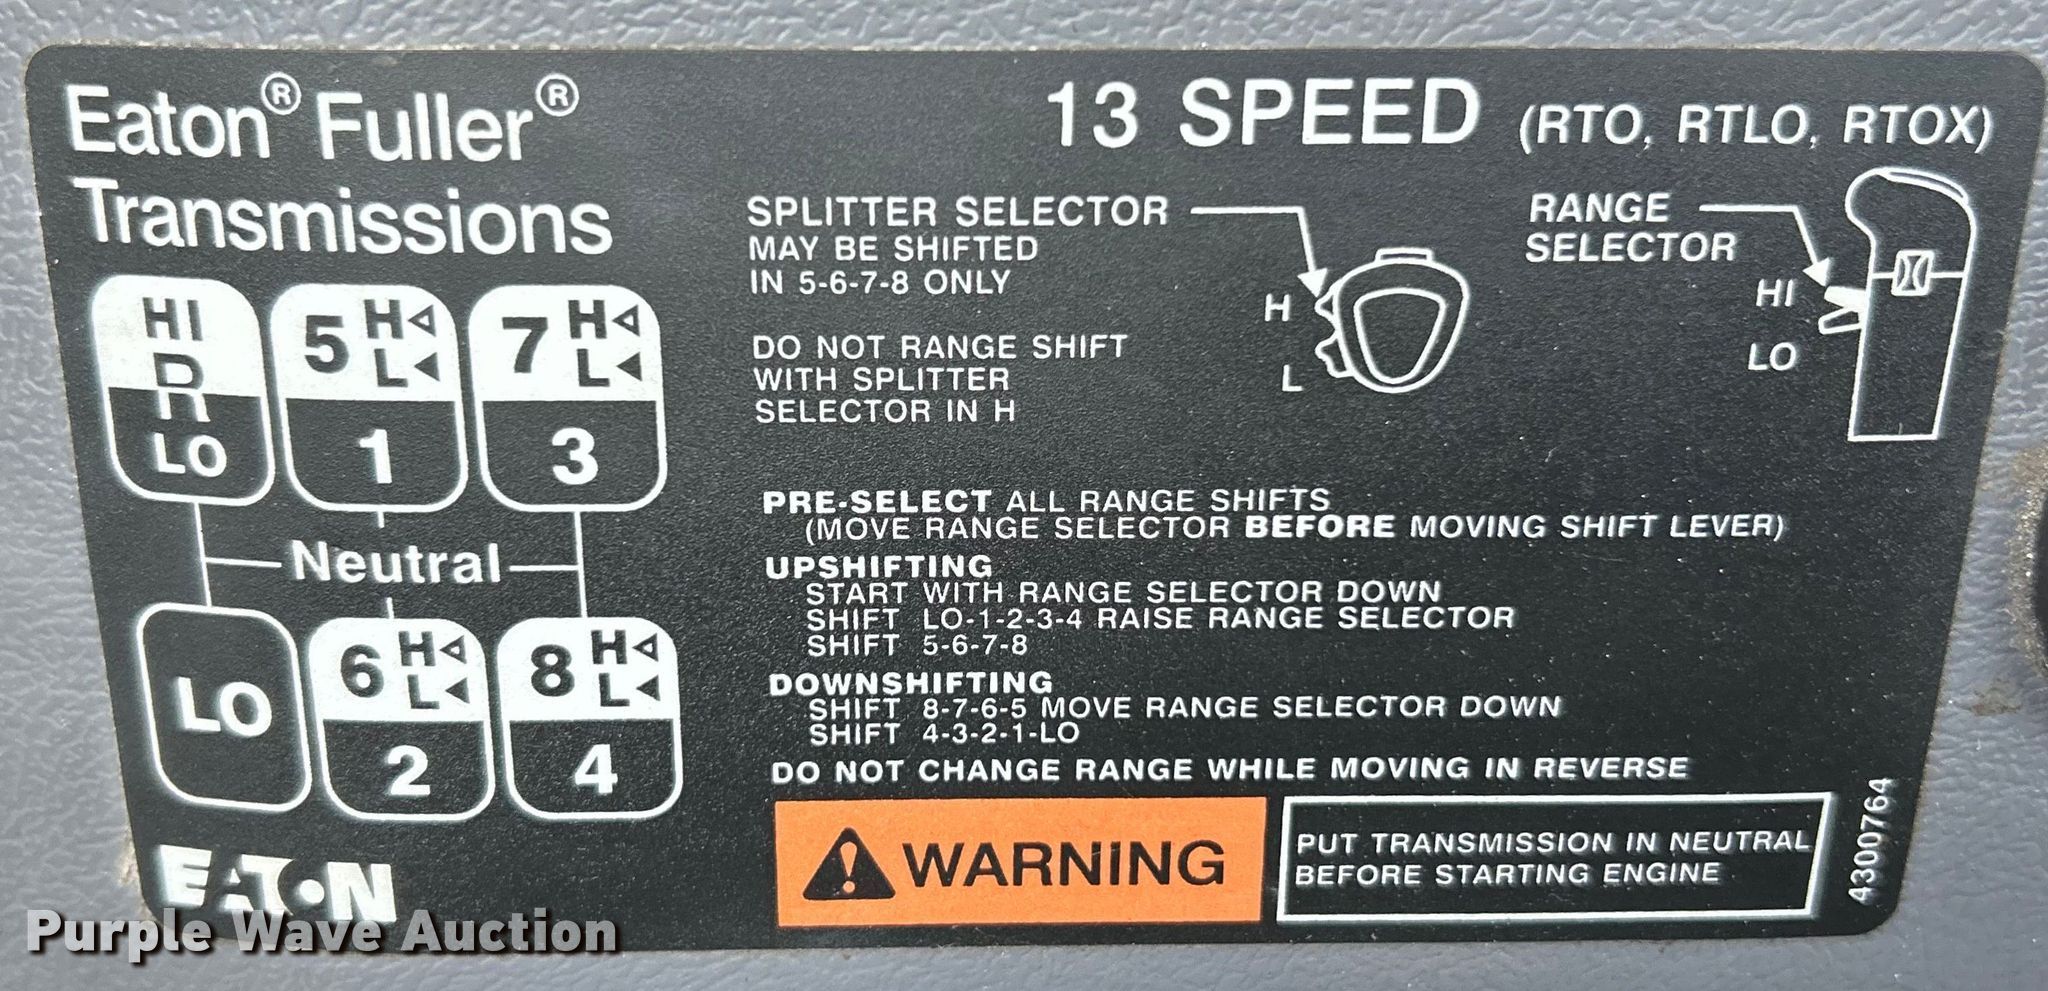 Eaton® Fuller®
Transmissions
13 SPEED (RTO, RTLO, RTOX)
SPLITTER SELECTOR
MAY BE SHIFTED
IN 5-6-7-8 ONLY
DO NOT RANGE SHIFT
WITH SPLITTER
SELECTOR IN H
H
L
RANGE
SELECTOR
HI
LO
HI
R
LO
5 H
L
1
7 H
L
3
Neutral
LO
6 H
L
2
8 H
L
4
PRE-SELECT ALL RANGE SHIFTS
(MOVE RANGE SELECTOR BEFORE MOVING SHIFT LEVER)
UPSHIFTING
START WITH RANGE SELECTOR DOWN
SHIFT LO-1-2-3-4 RAISE RANGE SELECTOR
SHIFT 5-6-7-8
DOWNSHIFTING
SHIFT 8-7-6-5 MOVE RANGE SELECTOR DOWN
SHIFT 4-3-2-1-LO
DO NOT CHANGE RANGE WHILE MOVING IN REVERSE
WARNING
PUT TRANSMISSION IN NEUTRAL
BEFORE STARTING ENGINE
4300764
EATON
Purple Wave Auction